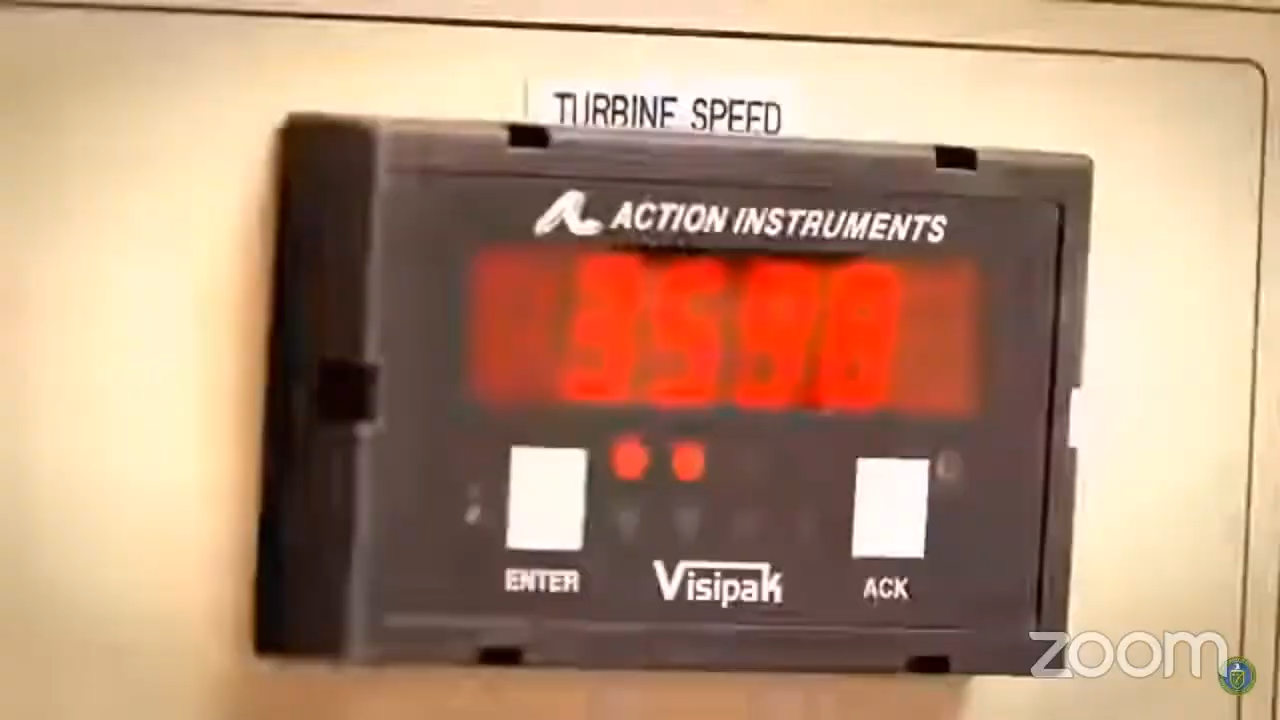 TURBINE SPEED
ACTION INSTRUMENTS
3598
ENTER
Visipak
ACK
zoom